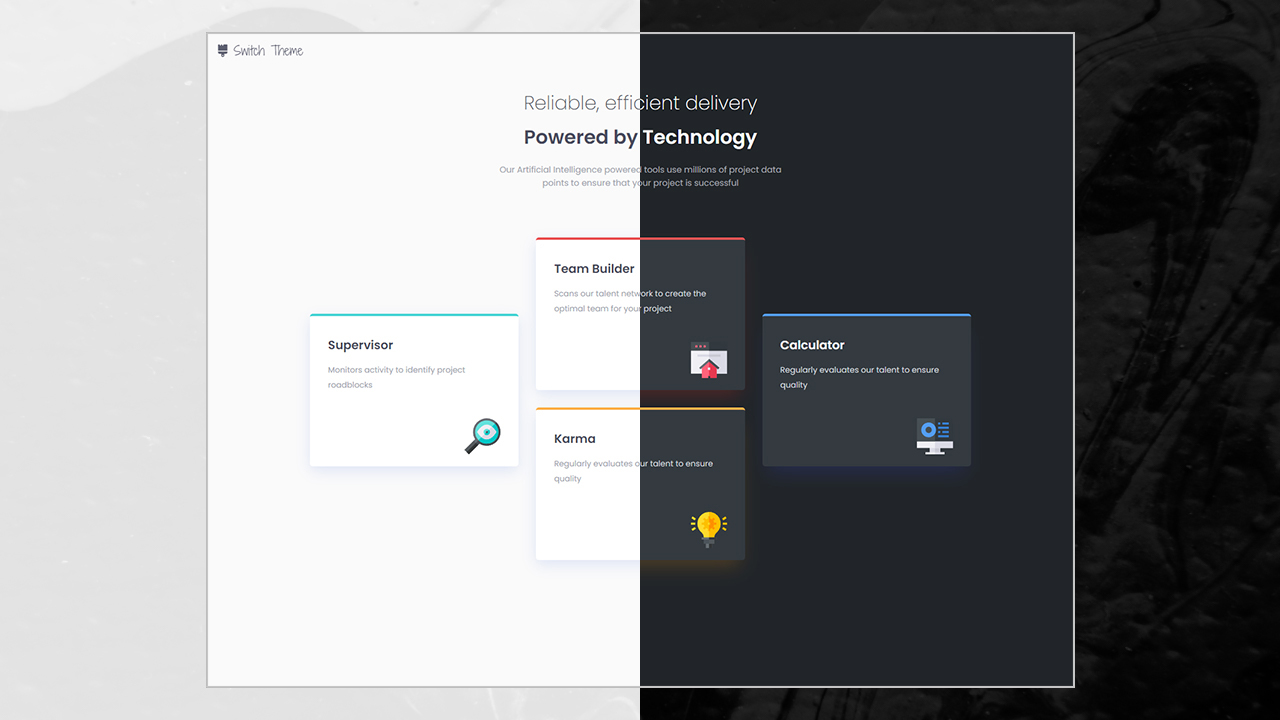 Switch Theme
Reliable, efficient delivery
Powered by Technology
Our Artificial Intelligence powered tools use millions of project data
points to ensure that your project is successful
Supervisor
Monitors activity to identify project
roadblocks
Team Builder
Scans our talent network to create the
optimal team for your project
Karma
Regularly evaluates our talent to ensure
quality
Calculator
Regularly evaluates our talent to ensure
quality